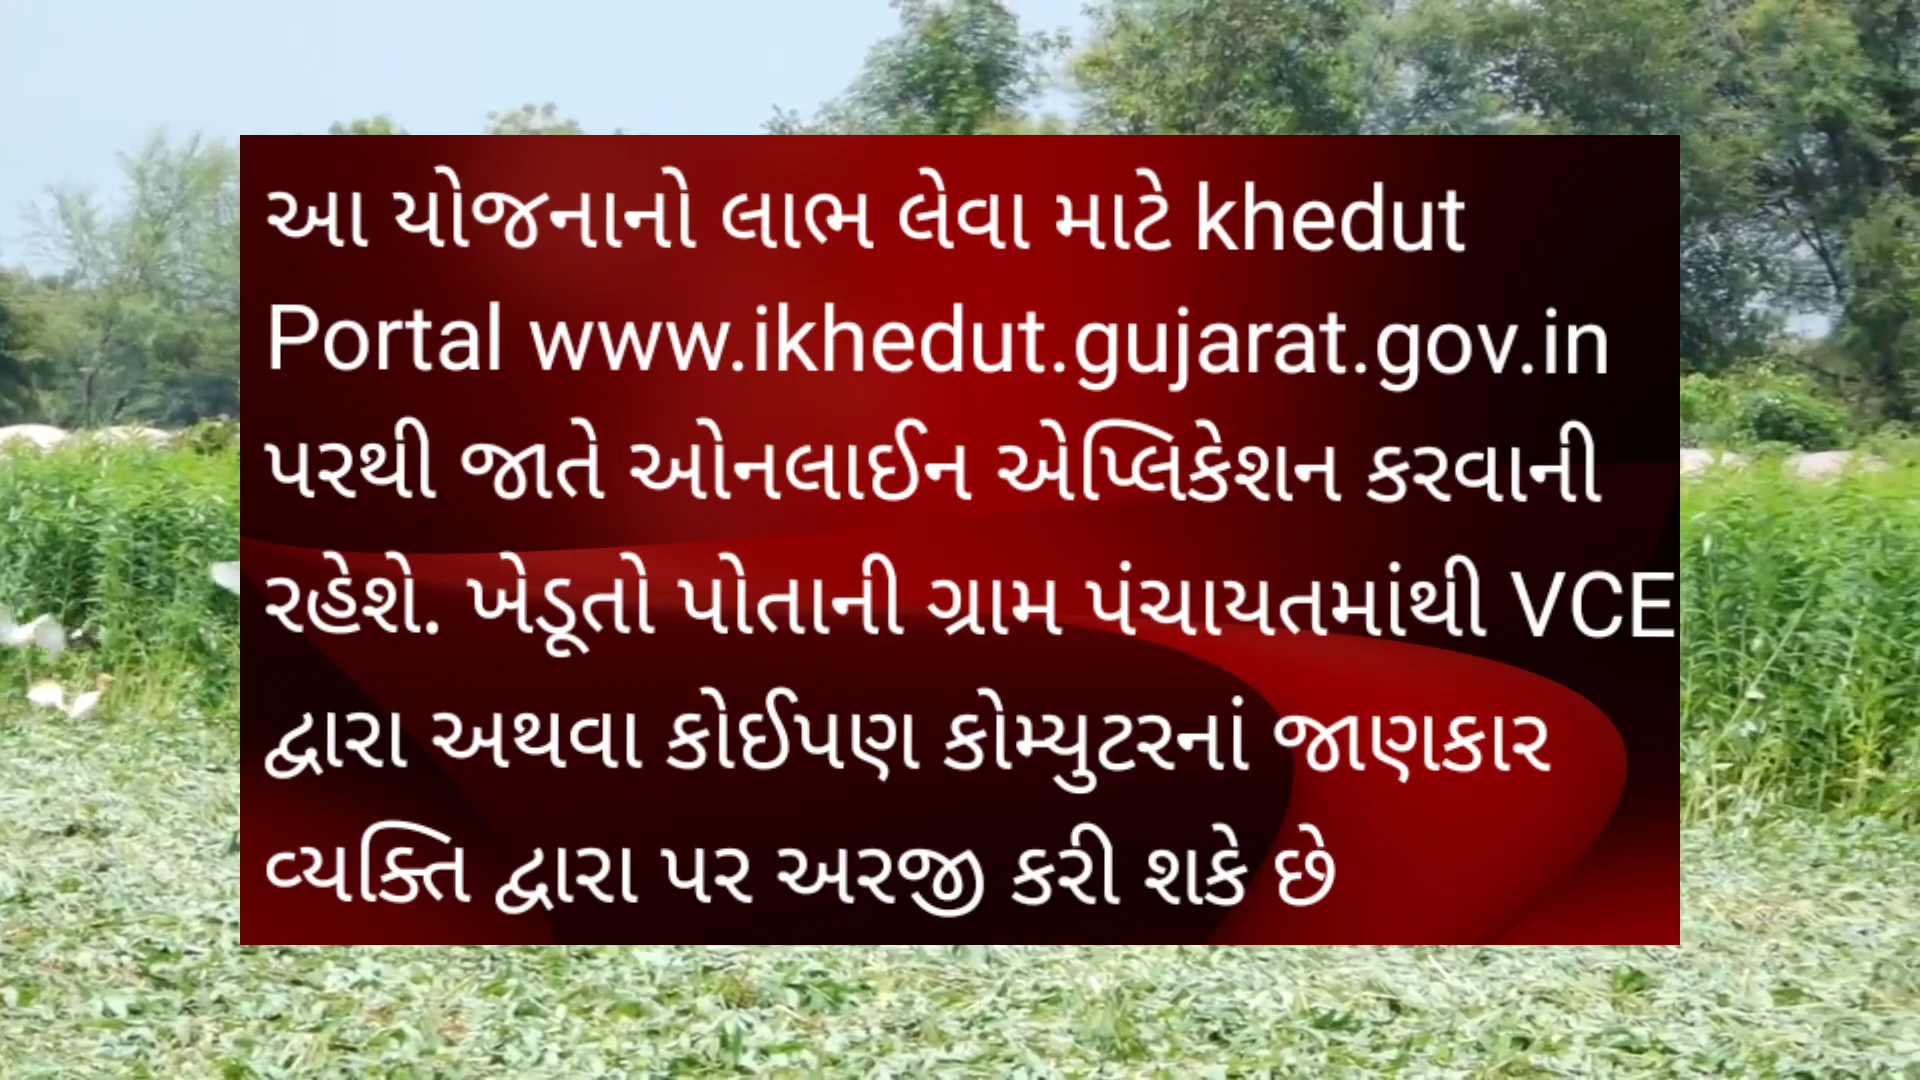 આ યોજનાનો લાભ લેવા માટે khedut
Portal www.ikhedut.gujarat.gov.in
પરથી જાતે ઓનલાઈન એપ્લિકેશન કરવાની
રહેશે. ખેડૂતો પોતાની ગ્રામ પંચાયતમાંથી VCE
દ્વારા અથવા કોઈપણ કોમ્યુટરનાં જાણકાર
વ્યક્તિ દ્વારા પર અરજી કરી શકે છે